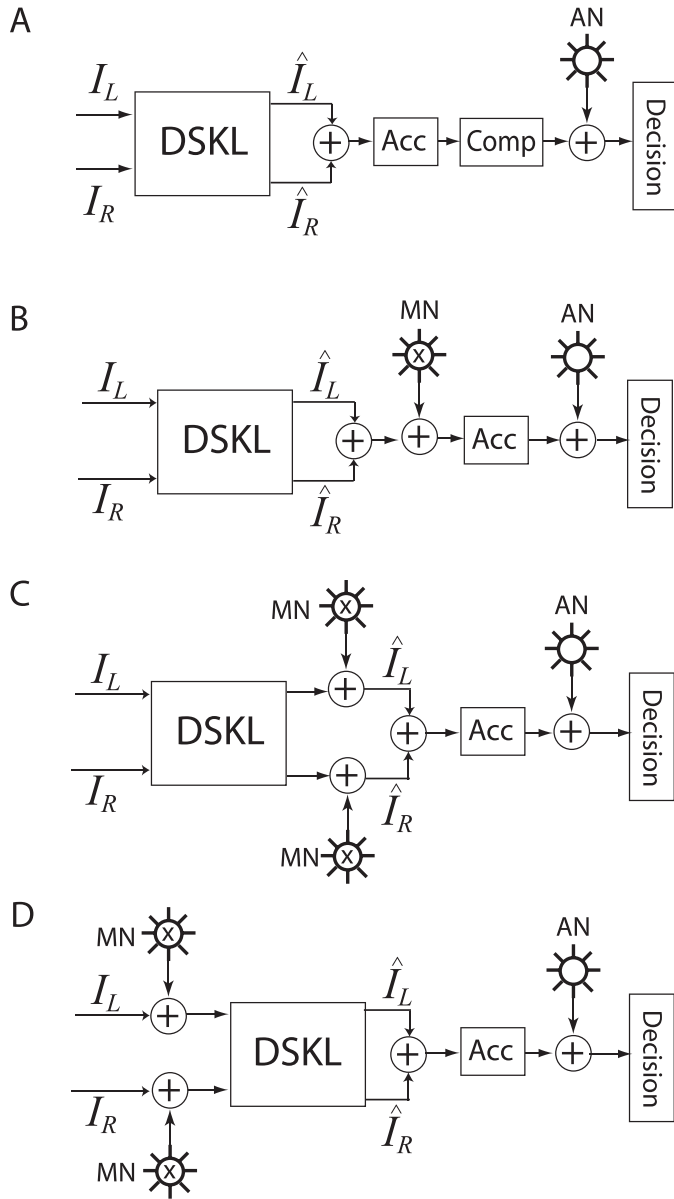 A
AN
I_L
Î_L
DSKL
+
Acc
Comp
+
Decision
I_R
Î_R
B
MN
AN
x
I_L
Î_L
DSKL
+
+
Acc
+
Decision
I_R
Î_R
C
MN
x
AN
I_L
+
Î_L
DSKL
+
Acc
+
Decision
I_R
+
Î_R
MN
x
D
MN
x
AN
I_L
+
Î_L
DSKL
+
Acc
+
Decision
I_R
+
Î_R
MN
x